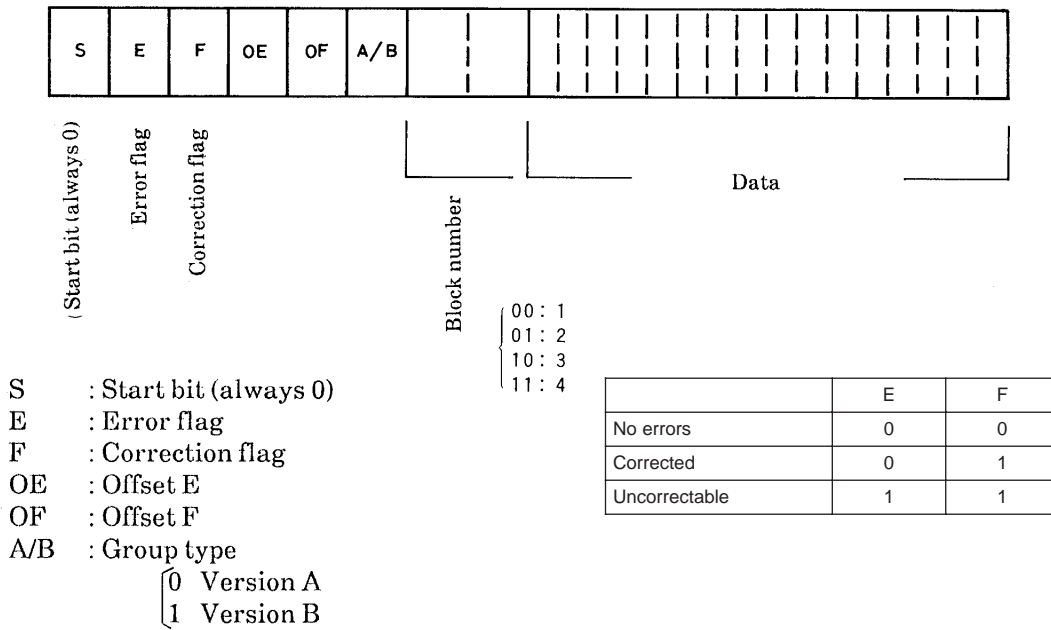 S E F OE OF A/B
(Start bit (always 0)
Error flag
Correction flag
Block number
Data
00 : 1
01 : 2
10 : 3
11 : 4
S : Start bit (always 0)
E : Error flag
F : Correction flag
OE : Offset E
OF : Offset F
A/B : Group type
0 Version A
1 Version B
E F
No errors 0 0
Corrected 0 1
Uncorrectable 1 1